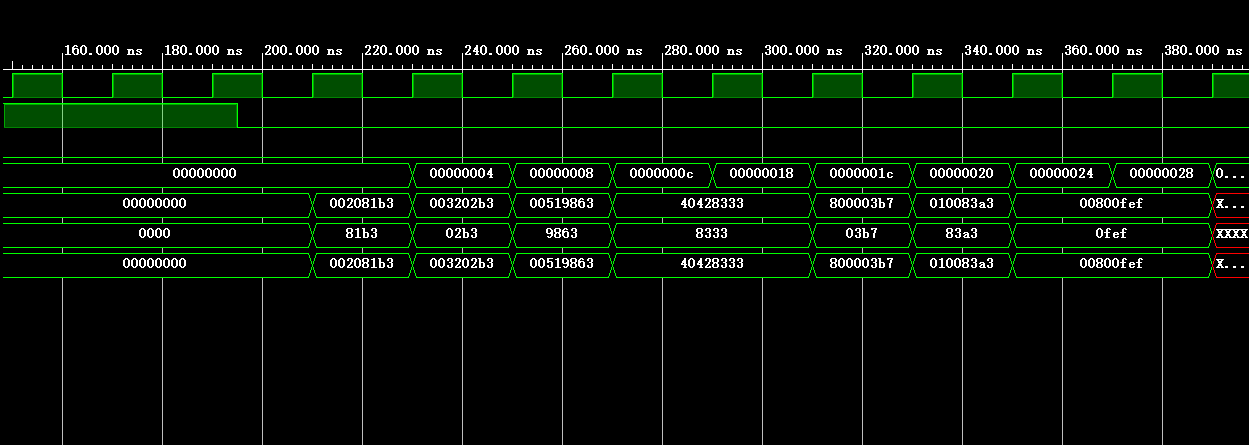 160.000 ns 180.000 ns 200.000 ns 220.000 ns 240.000 ns 260.000 ns 280.000 ns 300.000 ns 320.000 ns 340.000 ns 360.000 ns 380.000 ns
00000000 00000004 00000008 0000000c 00000018 0000001c 00000020 00000024 00000028 0...
00000000 002081b3 003202b3 00519863 40428333 800003b7 010083a3 00800fef X...
0000 81b3 02b3 9863 8333 03b7 83a3 0fef XXXX
00000000 002081b3 003202b3 00519863 40428333 800003b7 010083a3 00800fef X...